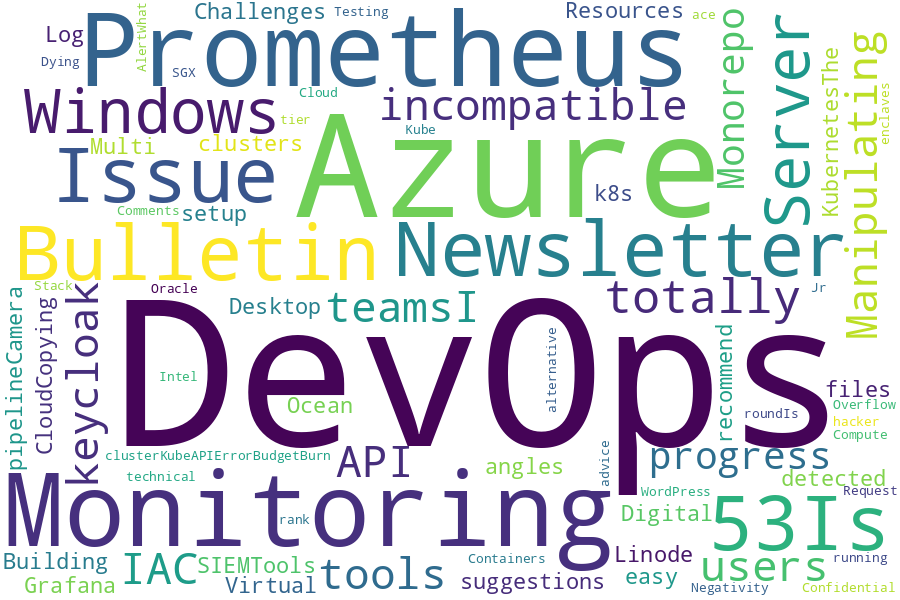 Challenges
Testing
Resources
ace
Log
Prometheus
AlertWhat
Dying
SGX
Monorepo
Server
Manipulating
KubernetesThe
enclaves
Windows
Cloud
incompatible
tier
Azure
Kube
Multi
clusters
Issue
k8s
Comments
setup
Bulletin
Newsletter
Stack
Oracle
totally
Jr
pipelineCamera
CloudCopying
keycloak
Desktop
teamsI
DevOps
alternative
recommend
Intel
Ocean
files
roundIs
Overflow
hacker
Compute
clusterKubeAPIErrorBudgetBurn
API
angles
advice
progress
technical
detected
Monitoring
WordPress
Request
rank
Digital
53Is
Building
IAC
SIEMTools
Containers
Linode
running
Grafana
Virtual
tools
suggestions
easy
users
Negativity
Confidential